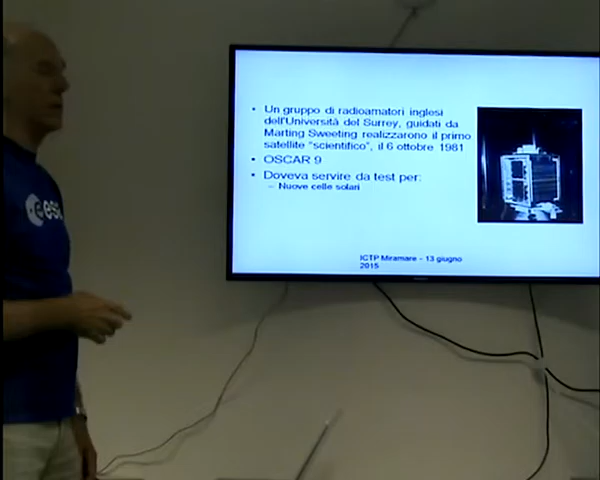 • Un gruppo di radioamatori inglesi
dell'Università del Surrey, guidati da
Marting Sweeting realizzarono il primo
satellite "scientifico", il 6 ottobre 1981
• OSCAR 9
• Doveva servire da test per:
– Nuove celle solari
ICTP Miramare - 13 giugno
2015
esa